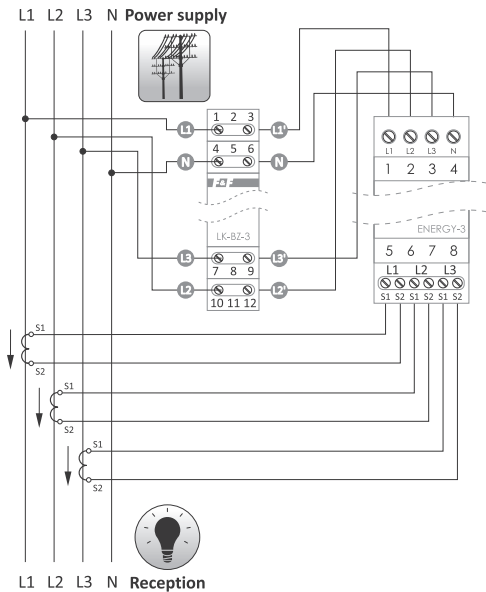 L1 L2 L3 N Power supply
1 2 3
L1 L1'
4 5 6
N N
F&F
L1 L2 L3 N
1 2 3 4
LK-BZ-3
ENERGY-3
L3 L3'
7 8 9
5 6 7 8
L1 L2 L3
L2 L2'
10 11 12
S1 S2 S1 S2 S1 S2
S1
S2
S1
S2
S1
S2
L1 L2 L3 N Reception